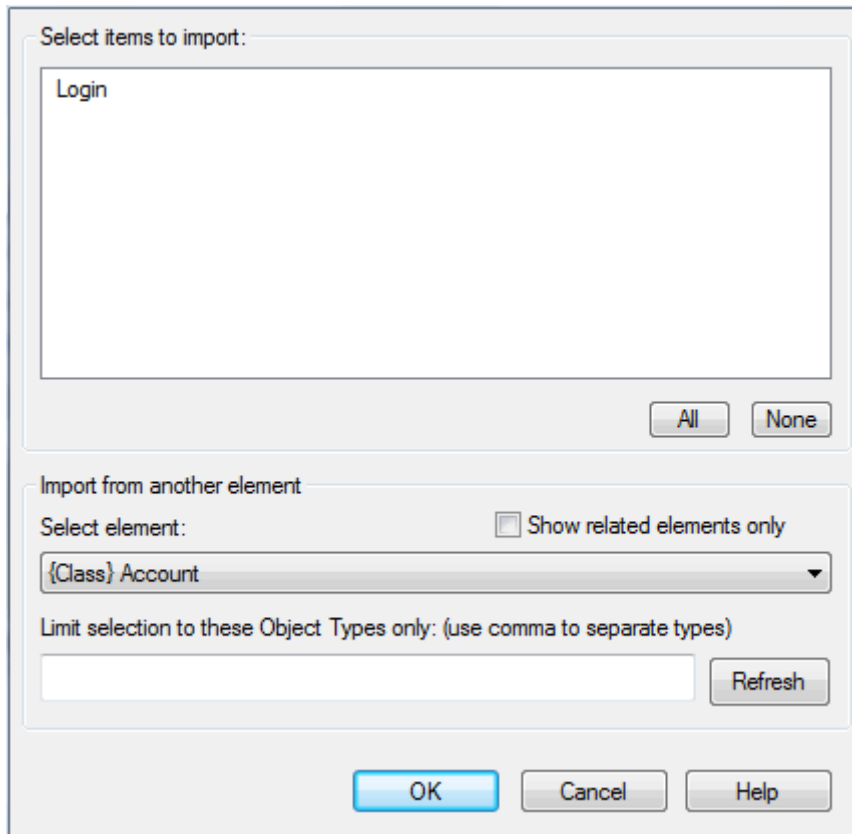 Select items to import:
Login
All None
Import from another element
Select element: Show related elements only
{Class} Account
Limit selection to these Object Types only: (use comma to separate types)
Refresh
OK Cancel Help